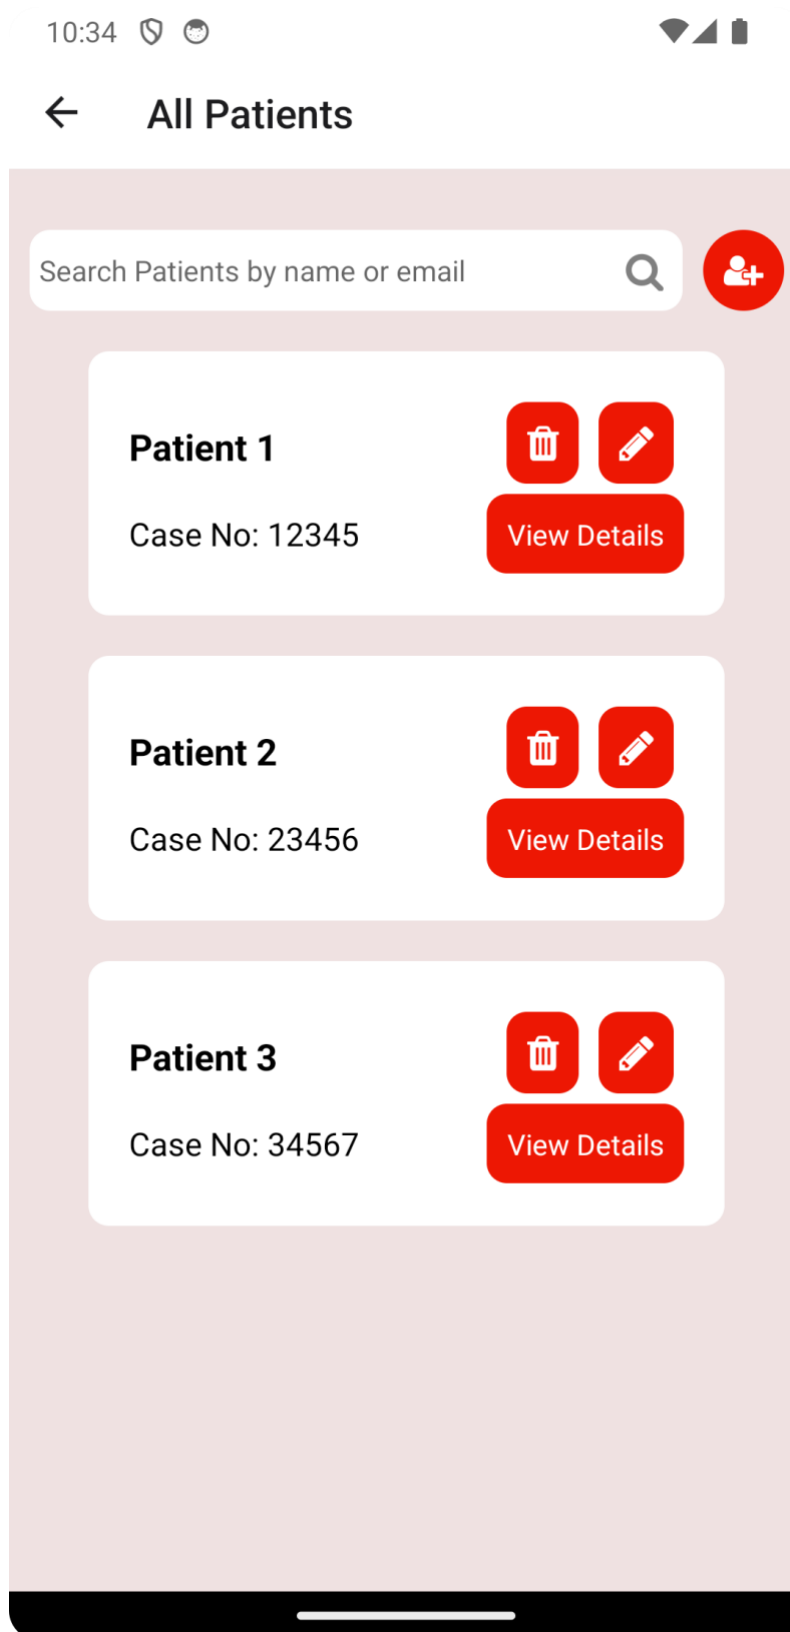 10:34
All Patients
Search Patients by name or email
Patient 1
Case No: 12345
View Details
Patient 2
Case No: 23456
View Details
Patient 3
Case No: 34567
View Details